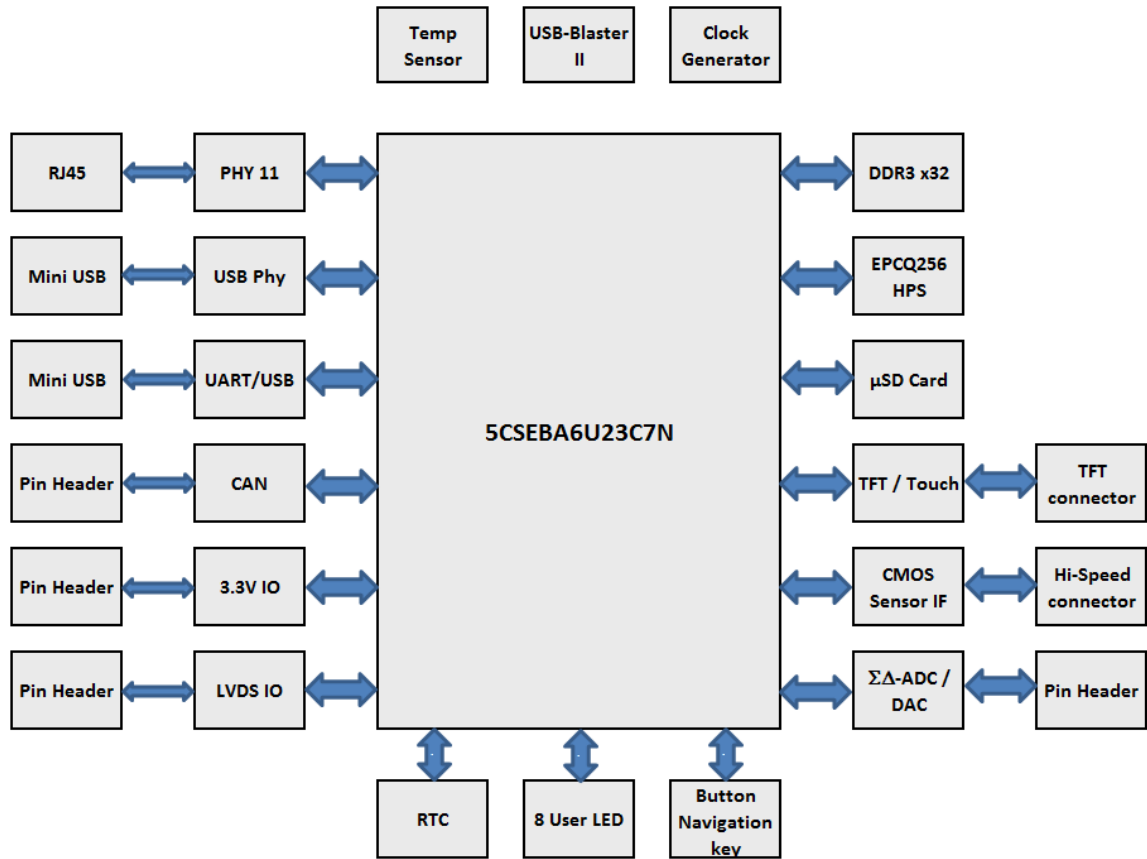 Temp
Sensor
USB-Blaster
II
Clock
Generator
RJ45
PHY 11
DDR3 x32
Mini USB
USB Phy
EPCQ256
HPS
Mini USB
UART/USB
µSD Card
5CSEBA6U23C7N
Pin Header
CAN
TFT / Touch
TFT
connector
Pin Header
3.3V IO
CMOS
Sensor IF
Hi-Speed
connector
Pin Header
LVDS IO
ΣΔ-ADC /
DAC
Pin Header
RTC
8 User LED
Button
Navigation
key